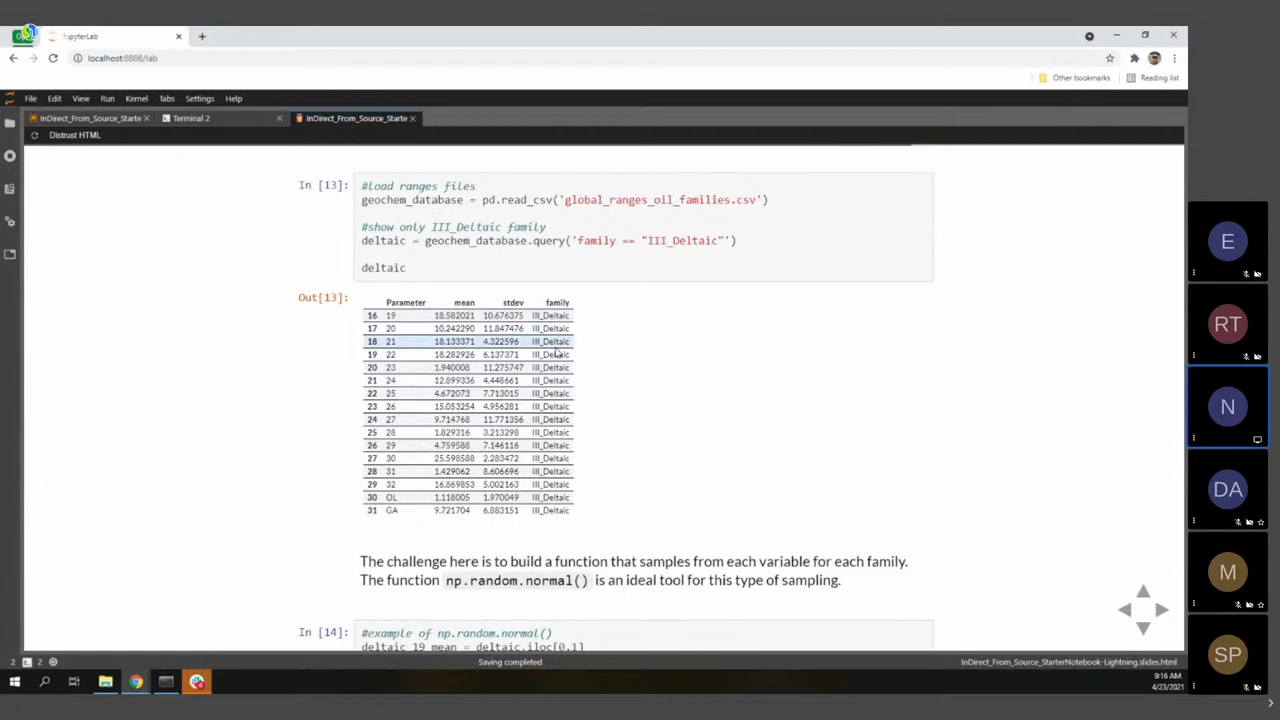 JupyterLab
localhost:8888/lab
Other bookmarks
Reading list
File Edit View Run Kernel Tabs Settings Help
InDirect_From_Source_Starte
Terminal 2
InDirect_From_Source_Starte
Distrust HTML
In [13]:
#load ranges files
geochem_database = pd.read_csv('global_ranges_oil_families.csv')
#show only III_Deltaic family
deltaic = geochem_database.query('family == "III_Deltaic"')
deltaic
Out[13]:
Parameter mean stdev family
16 19 18.582021 10.676375 III_Deltaic
17 20 10.242290 11.847476 III_Deltaic
18 21 18.133371 4.322596 III_Deltaic
19 22 18.282926 6.137371 III_Deltaic
20 23 1.940008 11.275747 III_Deltaic
21 24 12.899336 4.448661 III_Deltaic
22 25 4.672073 7.713015 III_Deltaic
23 26 15.053254 4.956281 III_Deltaic
24 27 9.714768 11.771356 III_Deltaic
25 28 1.829316 3.213298 III_Deltaic
26 29 4.759588 7.146116 III_Deltaic
27 30 25.598588 2.283472 III_Deltaic
28 31 1.429062 8.606696 III_Deltaic
29 32 16.869853 5.002163 III_Deltaic
30 OL 1.118005 1.970049 III_Deltaic
31 GA 9.721704 6.883151 III_Deltaic
The challenge here is to build a function that samples from each variable for each family.
The function np.random.normal() is an ideal tool for this type of sampling.
In [14]:
#example of np.random.normal()
deltaic_19_mean = deltaic.iloc[0,1]
2 2
Saving completed
InDirect_From_Source_StarterNotebook-Lightning.slides.html
9:16 AM
4/23/2021
E
RT
N
DA
M
SP